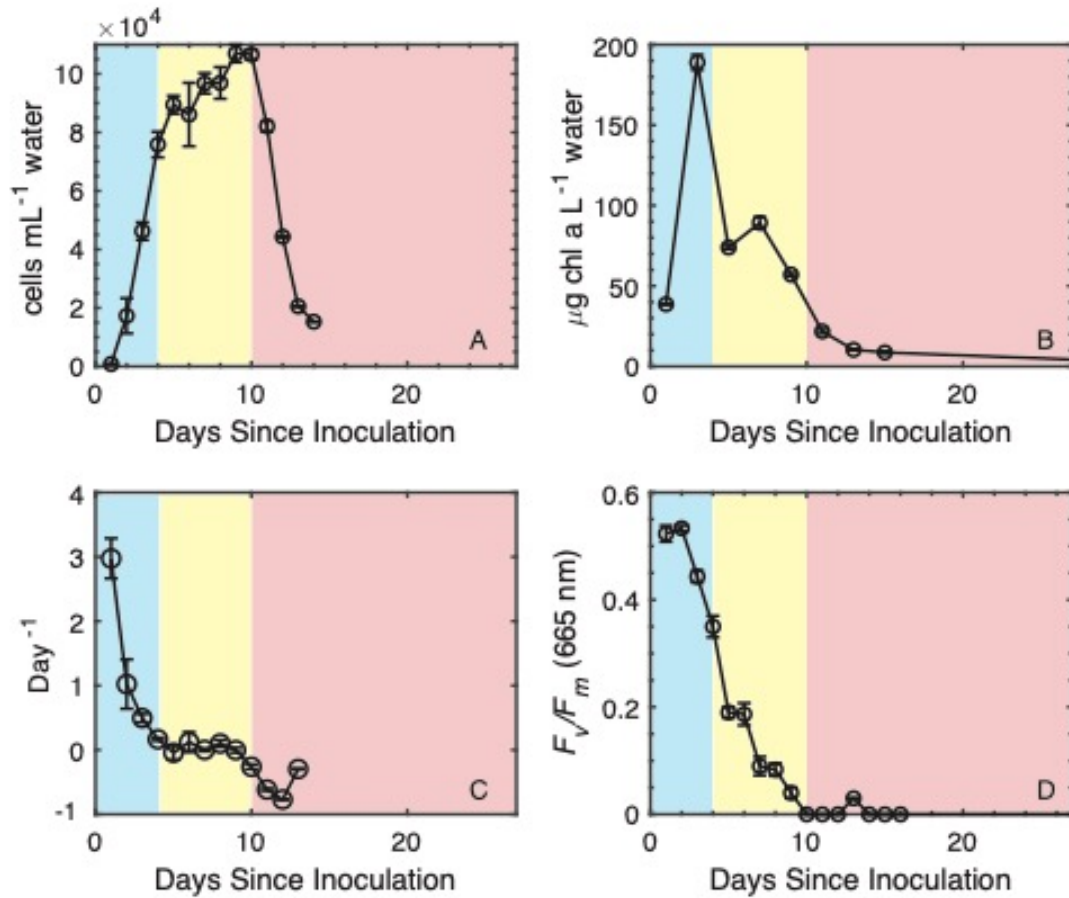 × 10⁴
10
8
6
4
2
0
cells mL⁻¹ water
A
0 10 20
Days Since Inoculation
200
150
100
50
0
µg chl a L⁻¹ water
B
0 10 20
Days Since Inoculation
4
3
2
1
0
-1
Day⁻¹
C
0 10 20
Days Since Inoculation
0.6
0.4
0.2
0
Fᵥ/Fₘ (665 nm)
D
0 10 20
Days Since Inoculation